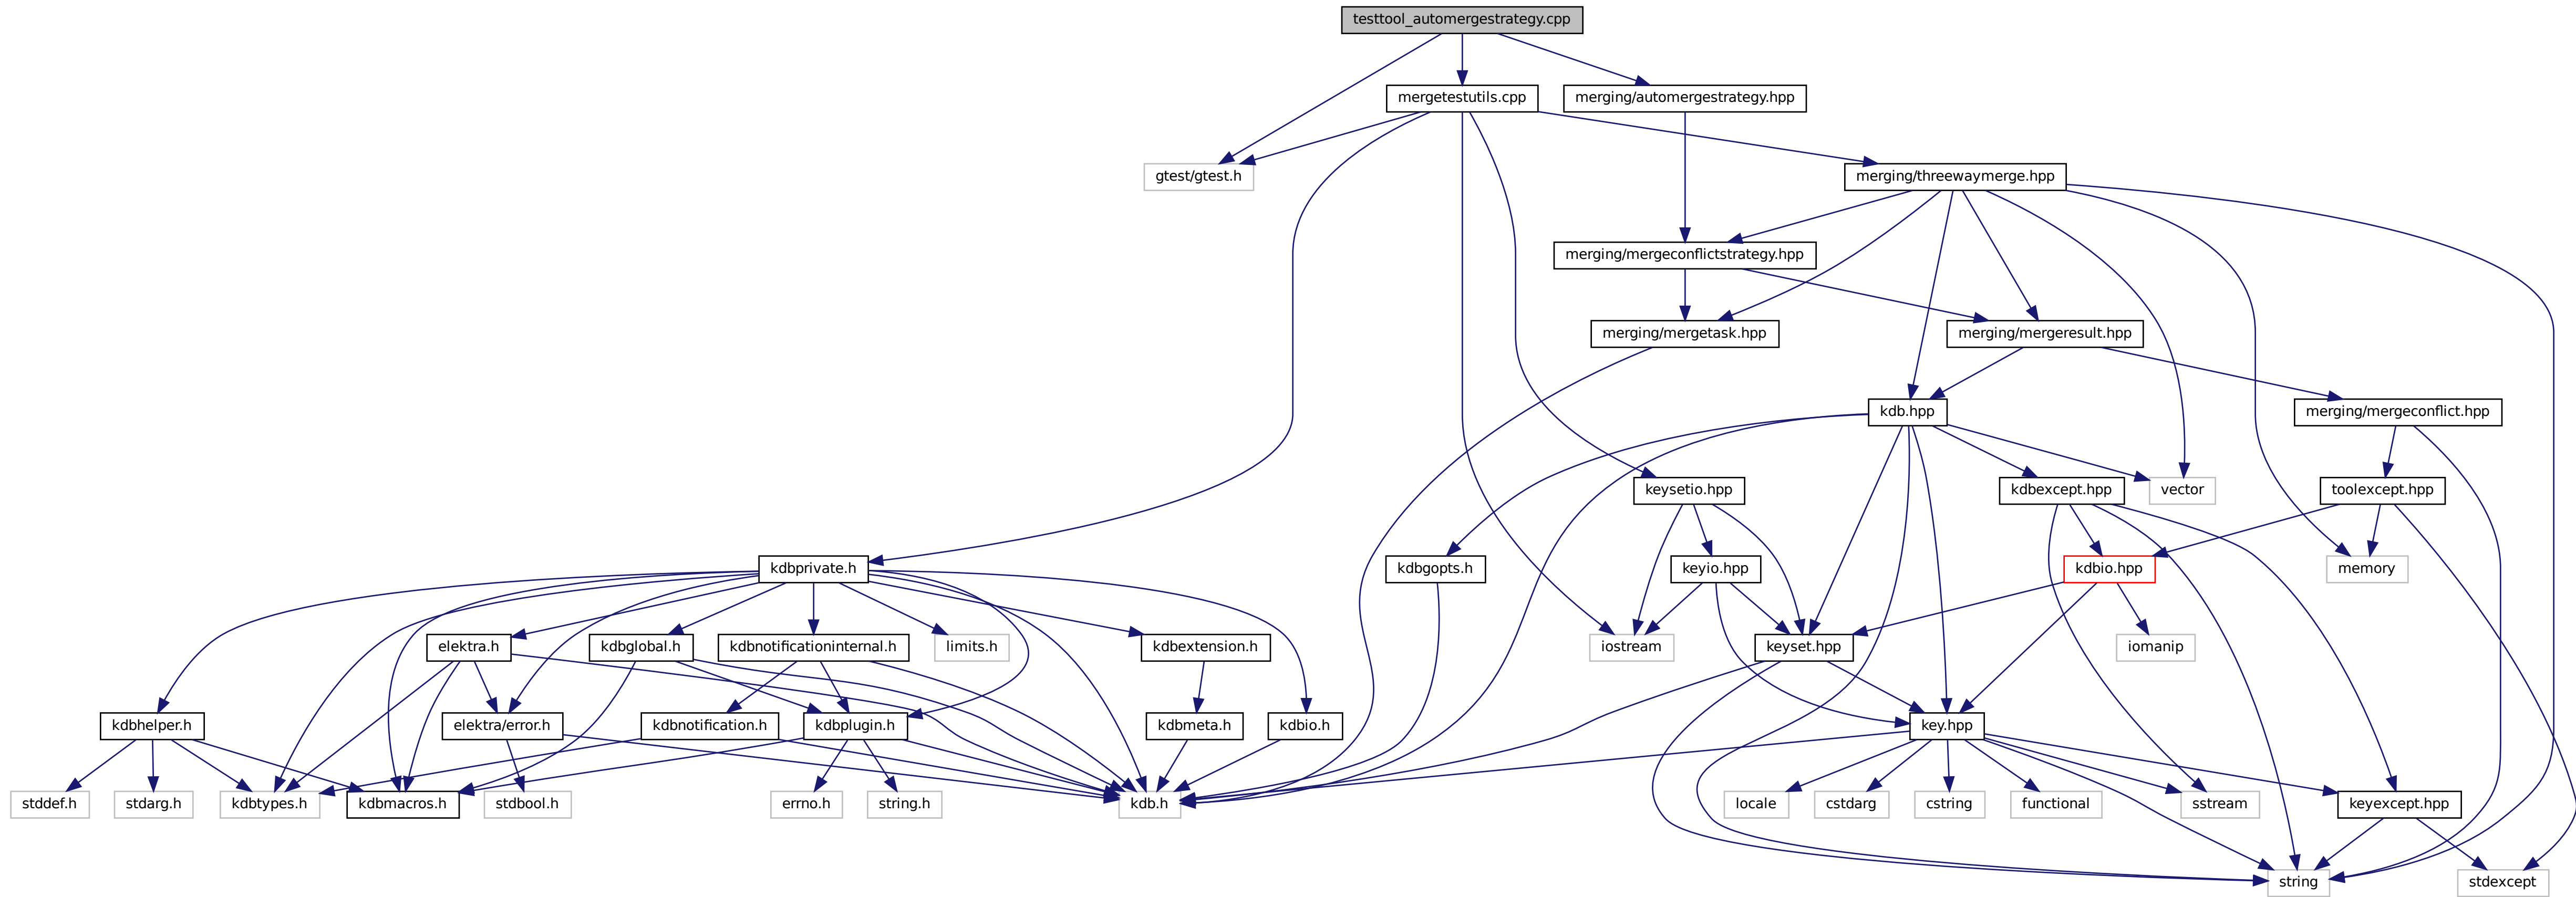 testtool_automergestrategy.cpp
mergetestutils.cpp
merging/automergestrategy.hpp
gtest/gtest.h
merging/threewaymerge.hpp
merging/mergeconflictstrategy.hpp
merging/mergetask.hpp
merging/mergeresult.hpp
kdb.hpp
merging/mergeconflict.hpp
keysetio.hpp
kdbexcept.hpp
vector
toolexcept.hpp
kdbprivate.h
kdbgopts.h
keyio.hpp
kdbio.hpp
memory
elektra.h
kdbglobal.h
kdbnotificationinternal.h
limits.h
kdbextension.h
iostream
keyset.hpp
iomanip
kdbhelper.h
elektra/error.h
kdbnotification.h
kdbplugin.h
kdbmeta.h
kdbio.h
key.hpp
stddef.h
stdarg.h
kdbtypes.h
kdbmacros.h
stdbool.h
errno.h
string.h
kdb.h
locale
cstdarg
cstring
functional
sstream
keyexcept.hpp
string
stdexcept